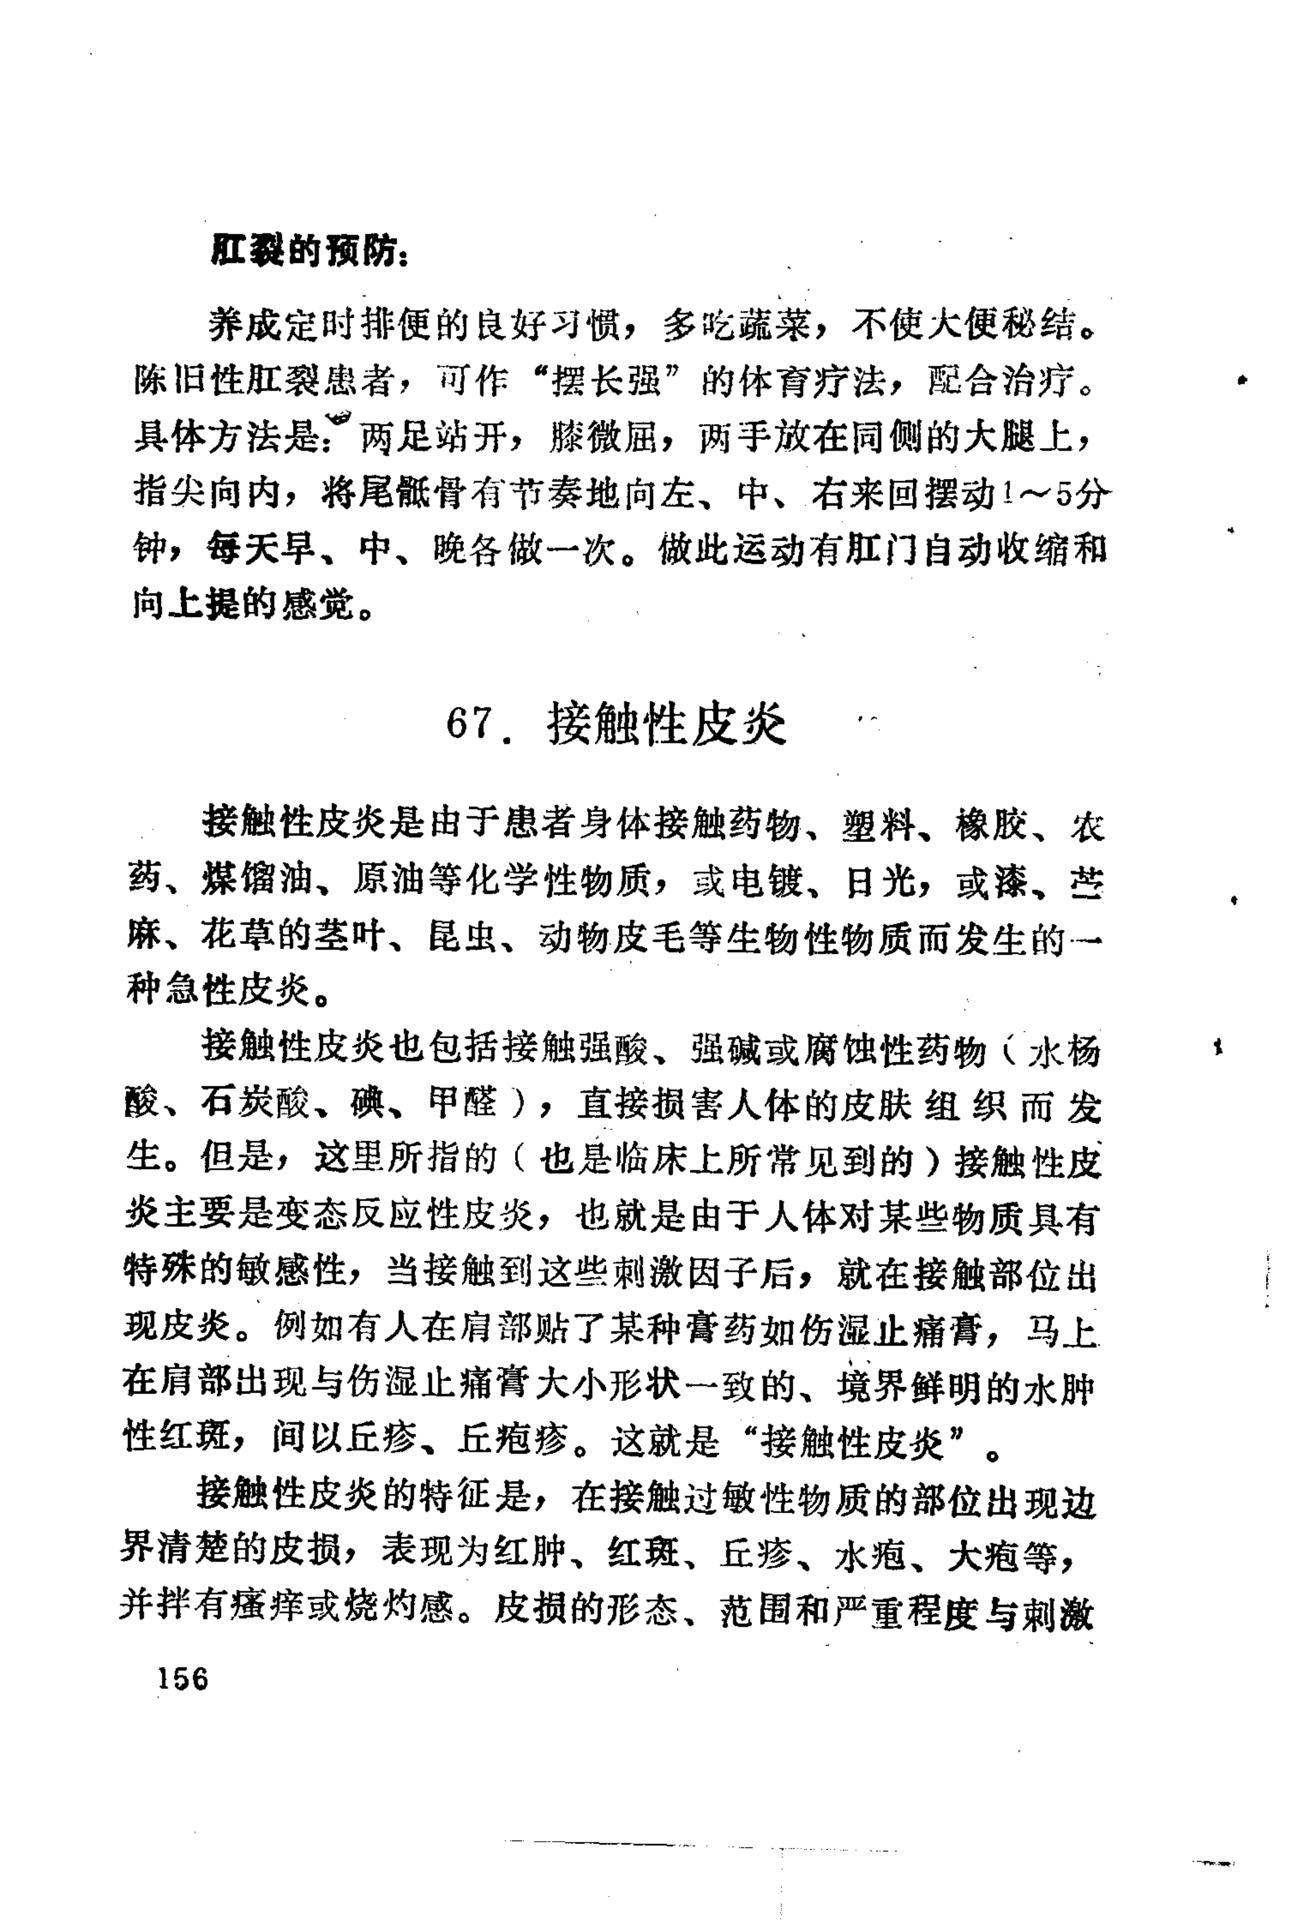 肛裂的预防：
养成定时排便的良好习惯，多吃蔬菜，不使大便秘结。
陈旧性肛裂患者，可作“摆长强”的体育疗法，配合治疗。
具体方法是：两足站开，膝微屈，两手放在同侧的大腿上，
指尖向内，将尾骶骨有节奏地向左、中、右来回摆动1～5分
钟，每天早、中、晚各做一次。做此运动有肛门自动收缩和
向上提的感觉。
67．接触性皮炎
接触性皮炎是由于患者身体接触药物、塑料、橡胶、农
药、煤馏油、原油等化学性物质，或电镀、日光，或漆、苎
麻、花草的茎叶、昆虫、动物皮毛等生物性物质而发生的一
种急性皮炎。
接触性皮炎也包括接触强酸、强碱或腐蚀性药物（水杨
酸、石炭酸、碘、甲醛），直接损害人体的皮肤组织而发
生。但是，这里所指的（也是临床上所常见到的）接触性皮
炎主要是变态反应性皮炎，也就是由于人体对某些物质具有
特殊的敏感性，当接触到这些刺激因子后，就在接触部位出
现皮炎。例如有人在肩部贴了某种膏药如伤湿止痛膏，马上
在肩部出现与伤湿止痛膏大小形状一致的、境界鲜明的水肿
性红斑，间以丘疹、丘疱疹。这就是“接触性皮炎”。
接触性皮炎的特征是，在接触过敏性物质的部位出现边
界清楚的皮损，表现为红肿、红斑、丘疹、水疱、大疱等，
并拌有瘙痒或烧灼感。皮损的形态、范围和严重程度与刺激
156